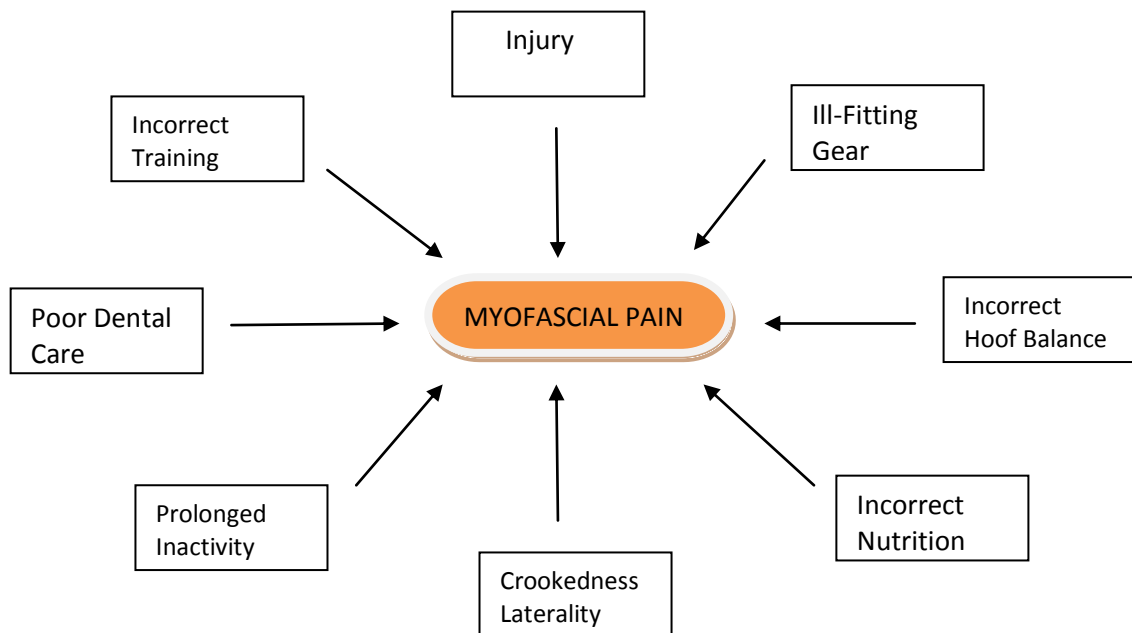 Injury
Incorrect
Training
Ill-Fitting
Gear
Poor Dental
Care
MYOFASCIAL PAIN
Incorrect
Hoof Balance
Prolonged
Inactivity
Crookedness
Laterality
Incorrect
Nutrition